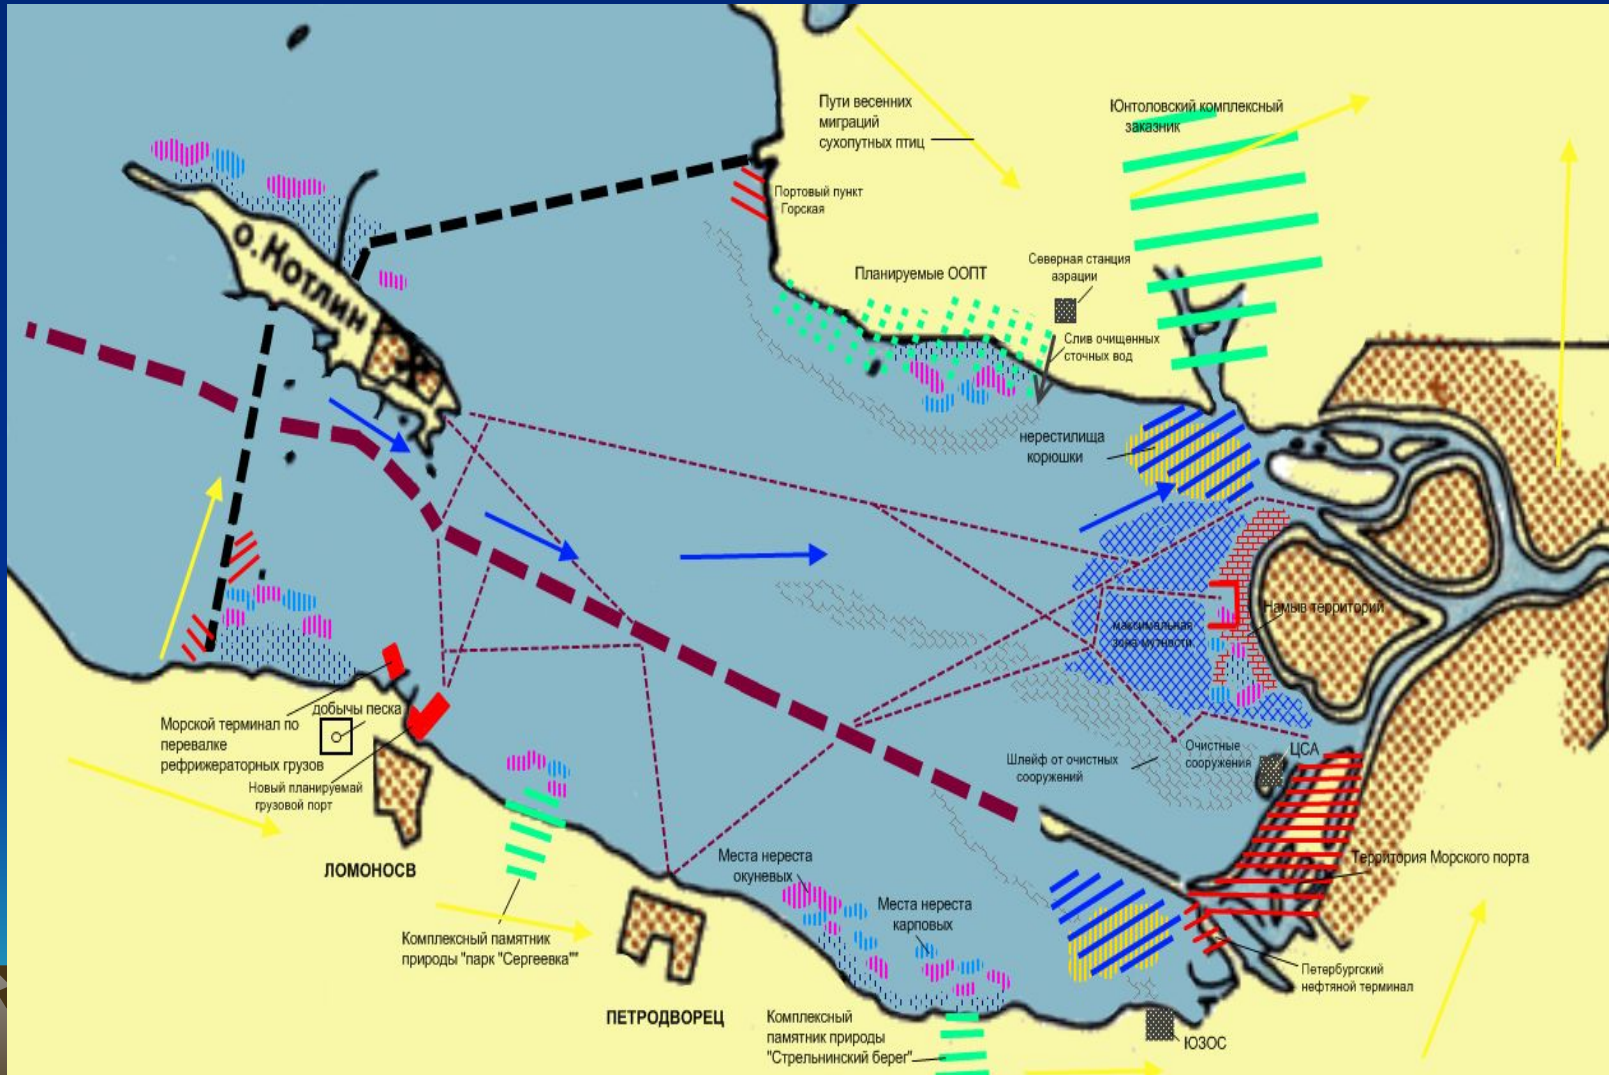 Пути весенних
миграций
сухопутных птиц
Юнтоловский комплексный
заказник
Портовый пункт
Горская
о.Котлин
Планируемые ООПТ
Северная станция
аэрации
Слив очищенных
сточных вод
нерестилища
корюшки
Намыв территорий
максимальная
зона мутности
Морской терминал по
перевалке
рефрижераторных грузов
добычы песка
Новый планируемай
грузовой порт
Шлейф от очистных
сооружений
Очистные
сооружения
ЦСА
ЛОМОНОСВ
Места нереста
окуневых
Места нереста
карповых
Территория Морского порта
Комплексный памятник
природы "парк "Сергеевка""
Петербургский
нефтяной терминал
ПЕТРОДВОРЕЦ
Комплексный
памятник природы
"Стрельнинский берег"
ЮЗОС